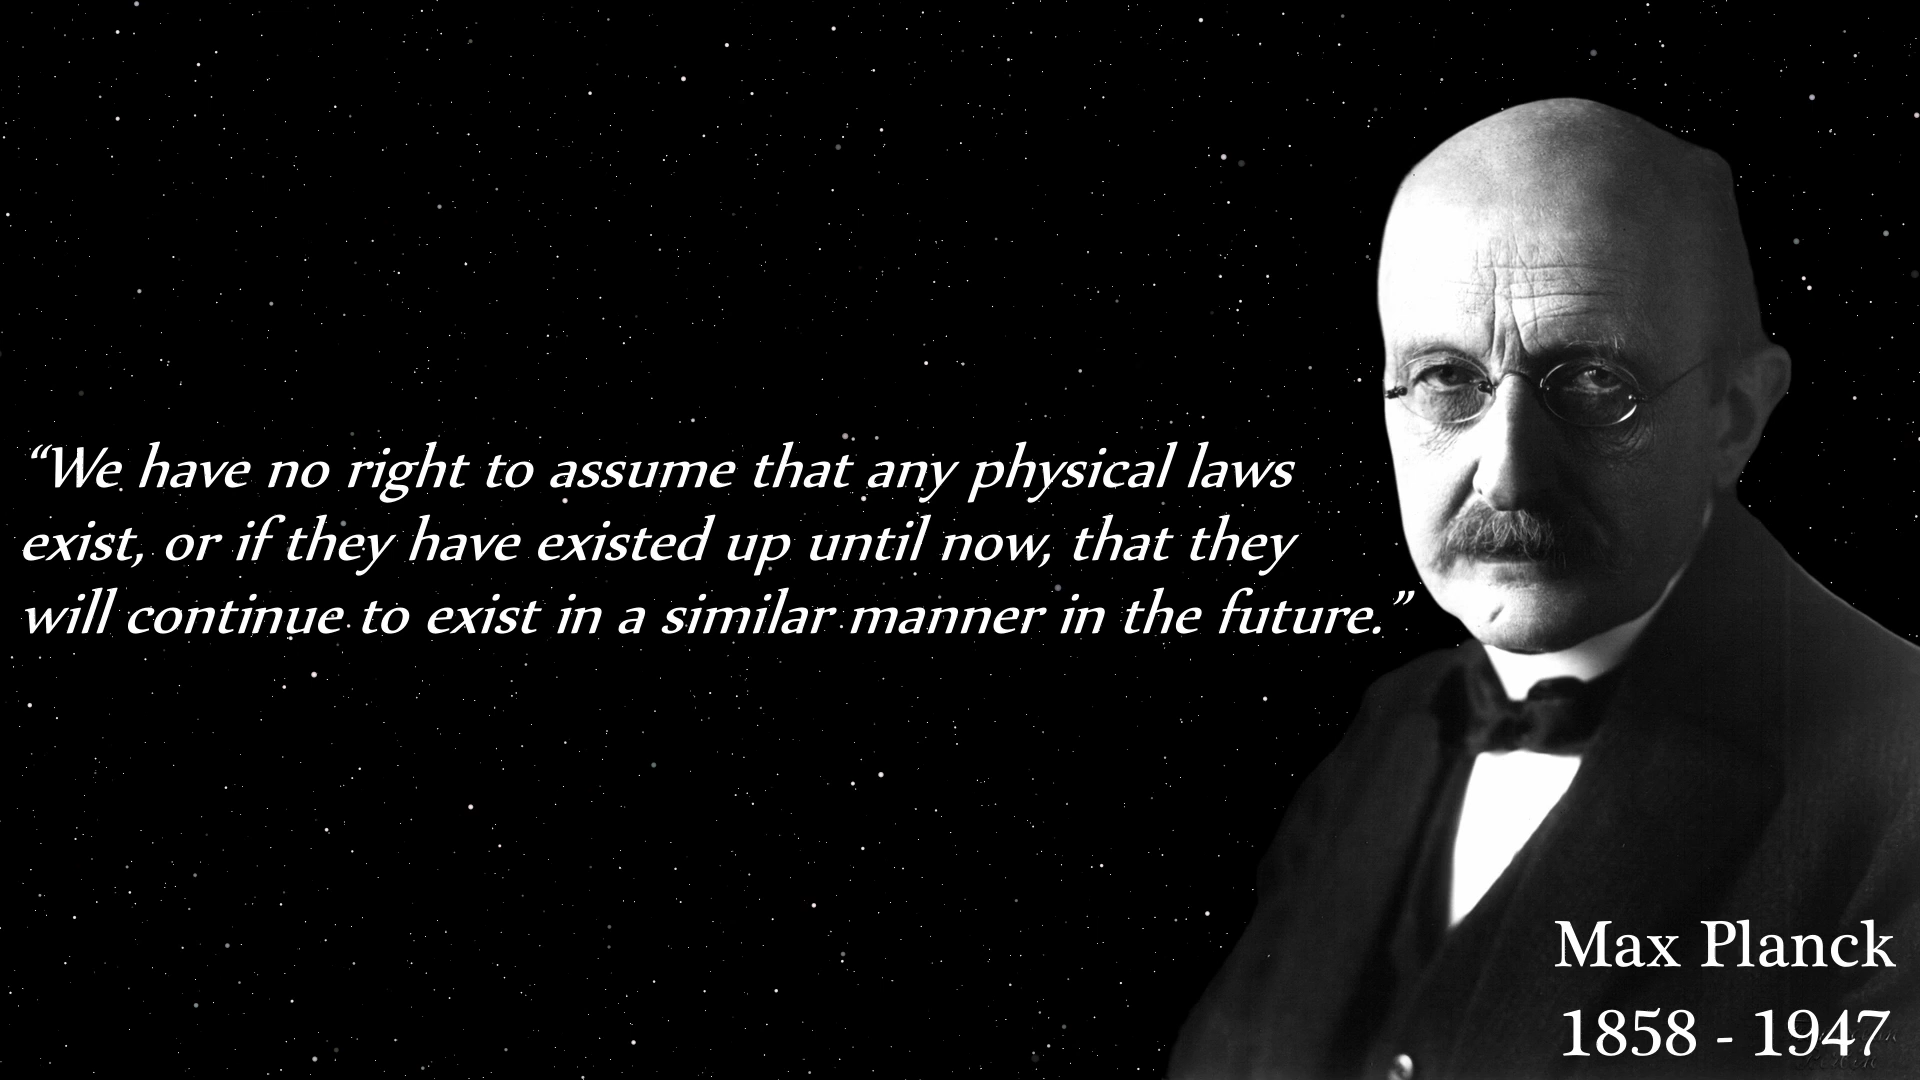 “We have no right to assume that any physical laws
exist, or if they have existed up until now, that they
will continue to exist in a similar manner in the future.”
Max Planck
1858 - 1947